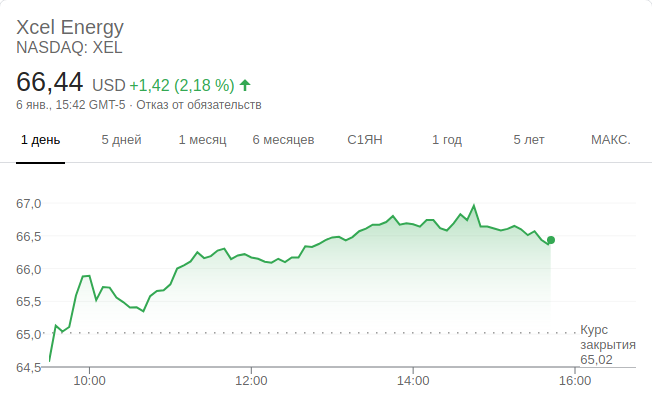 Xcel Energy
NASDAQ: XEL
66,44 USD +1,42 (2,18 %)
6 янв., 15:42 GMT-5 · Отказ от обязательств
1 день 5 дней 1 месяц 6 месяцев С1ЯН 1 год 5 лет МАКС.
67,0
66,5
66,0
65,5
65,0
64,5
Курс
закрытия
65,02
10:00 12:00 14:00 16:00